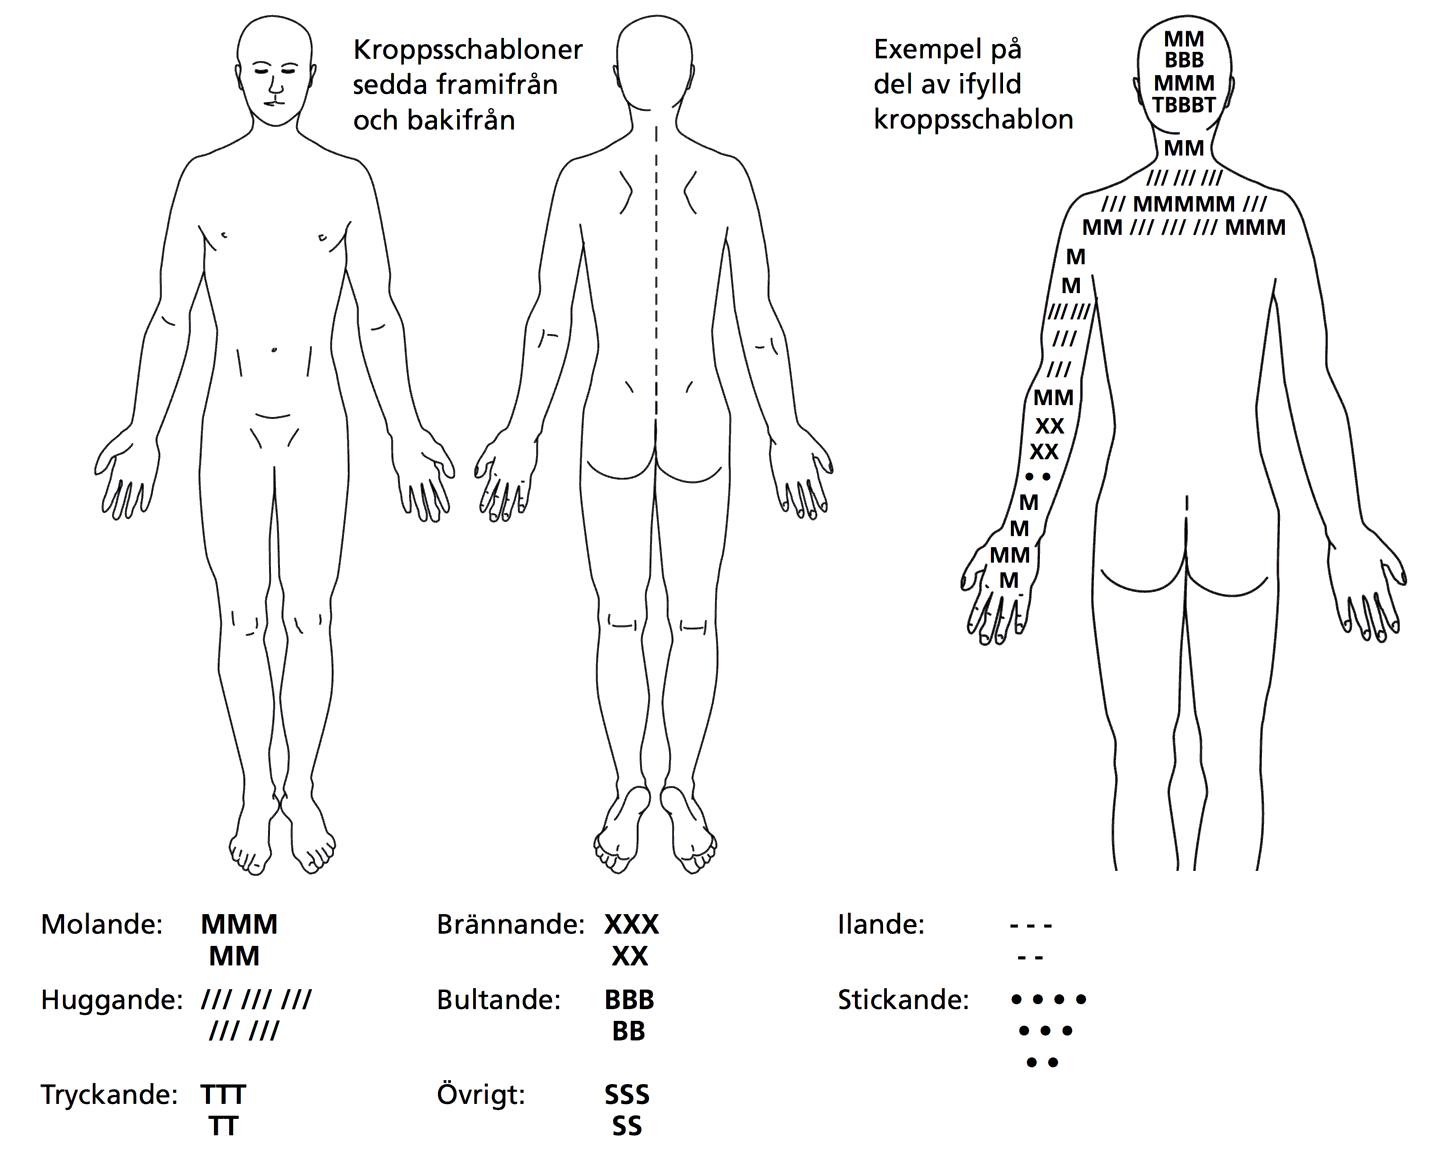 Kroppsschabloner
sedda framifrån
och bakifrån
Exempel på
del av ifylld
kroppsschablon
MM
BBB
MMM
TBBBT
MM
/// /// ///
/// MMMMM ///
MM /// /// /// MMM
M
M
/// ///
///
///
MM
XX
XX
• •
M
M
MM
M
Molande: MMM
MM
Brännande: XXX
XX
Ilande: - - -
- -
Huggande: /// /// ///
/// ///
Bultande: BBB
BB
Stickande: • • • •
• • •
• •
Tryckande: TTT
TT
Övrigt: SSS
SS